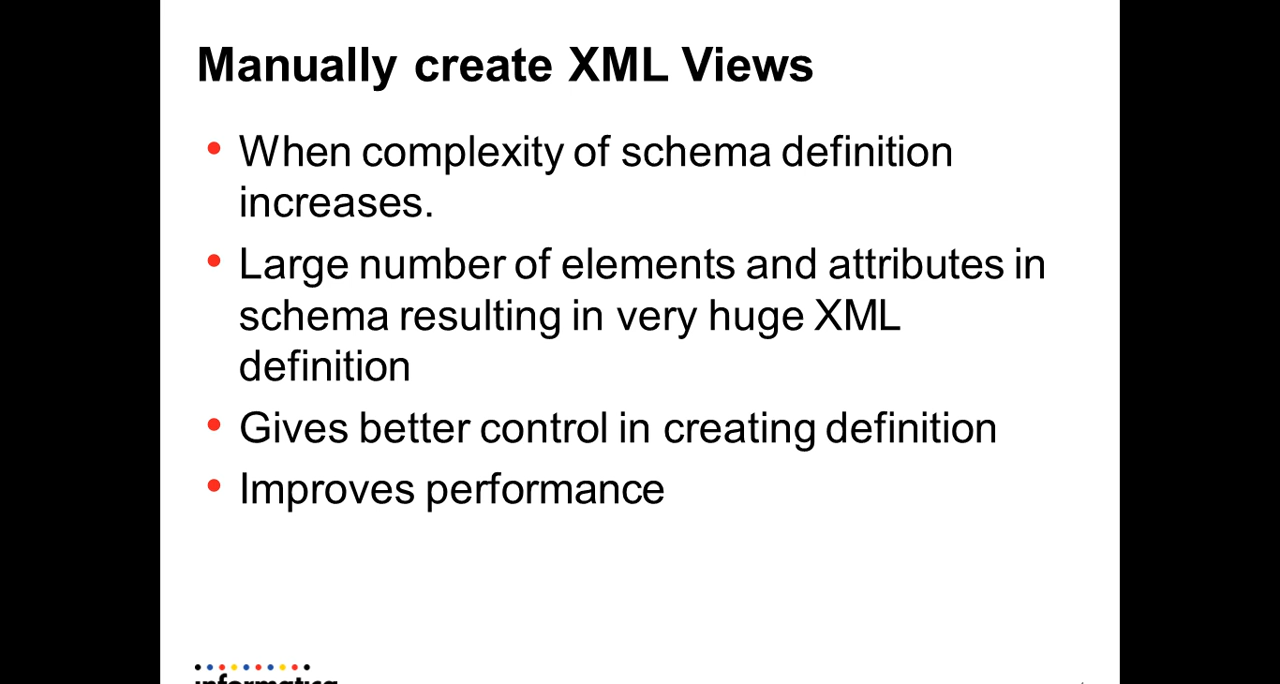 Manually create XML Views
• When complexity of schema definition
increases.
• Large number of elements and attributes in
schema resulting in very huge XML
definition
• Gives better control in creating definition
• Improves performance
informatica